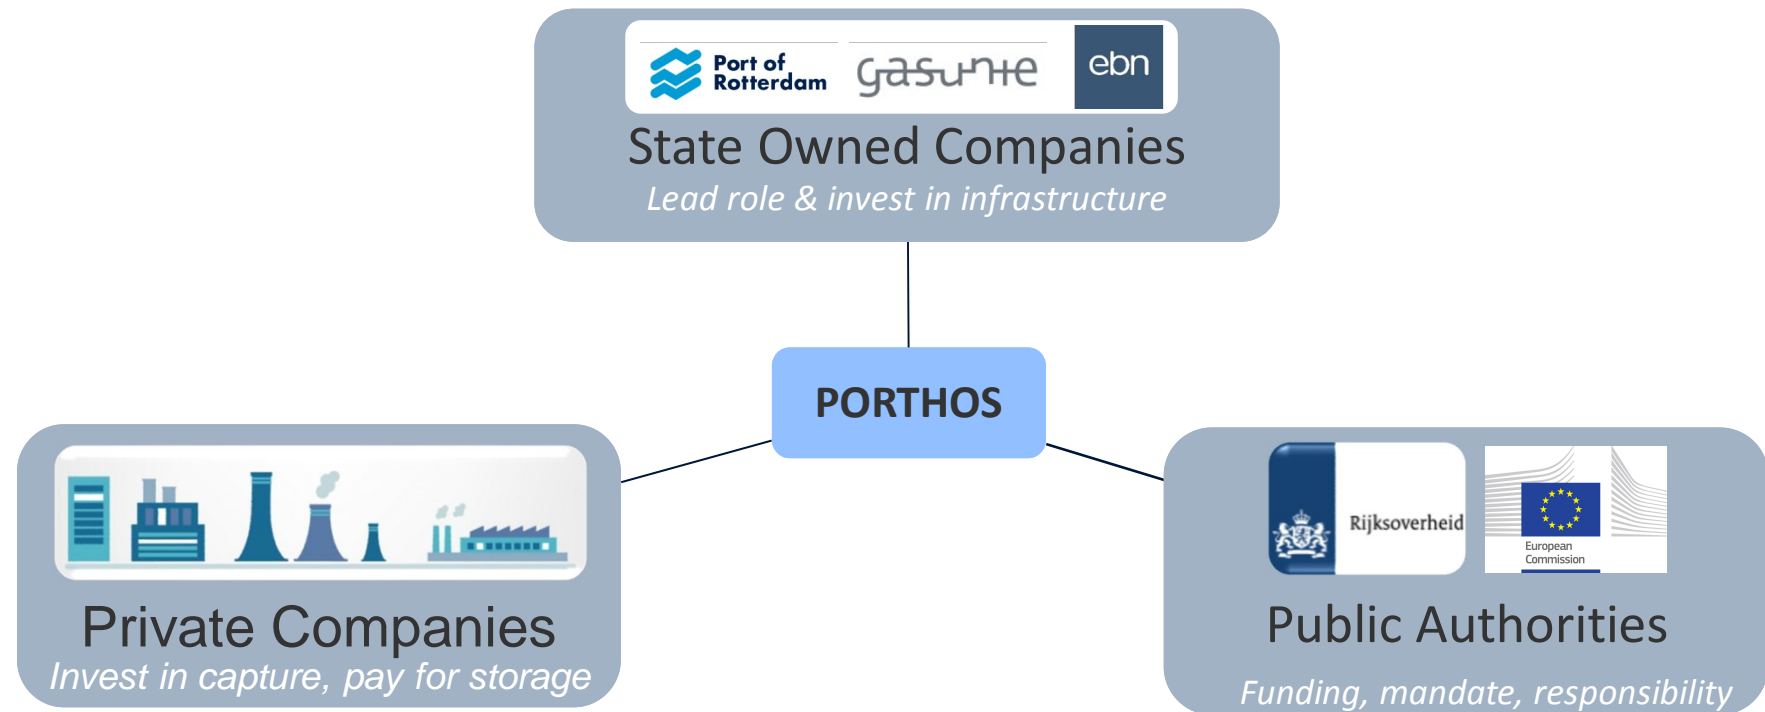 Port of
Rotterdam
gasunie
ebn
State Owned Companies
Lead role & invest in infrastructure
PORTHOS
Private Companies
Invest in capture, pay for storage
Rijksoverheid
European
Commission
Public Authorities
Funding, mandate, responsibility